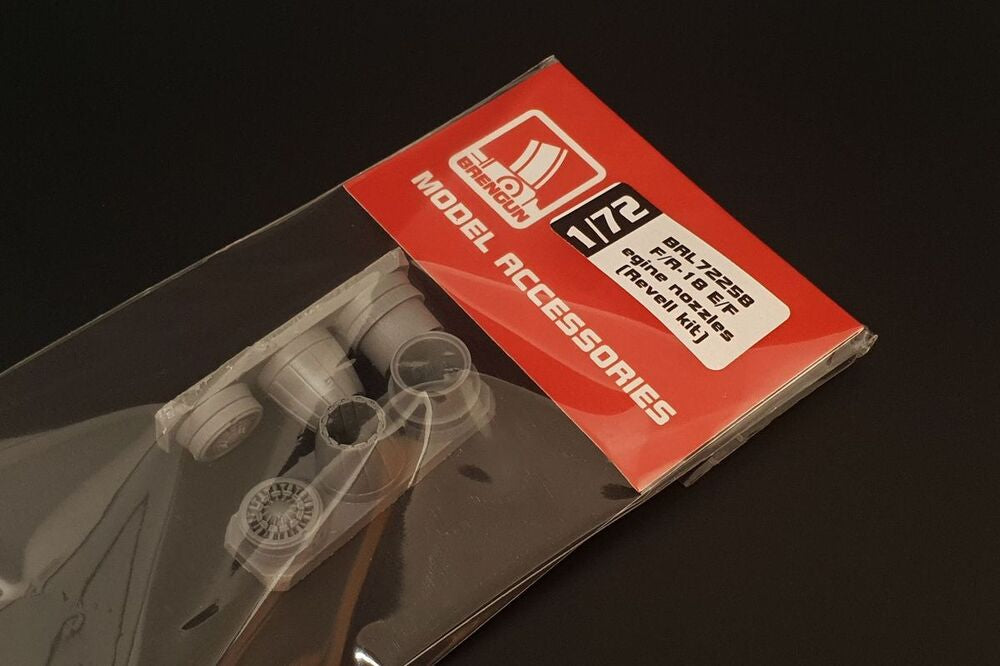 BRENGUN
MODEL ACCESSORIES
1/72
BRL72258
F/A-18 E/F
egine nozzles
(Revell kit)